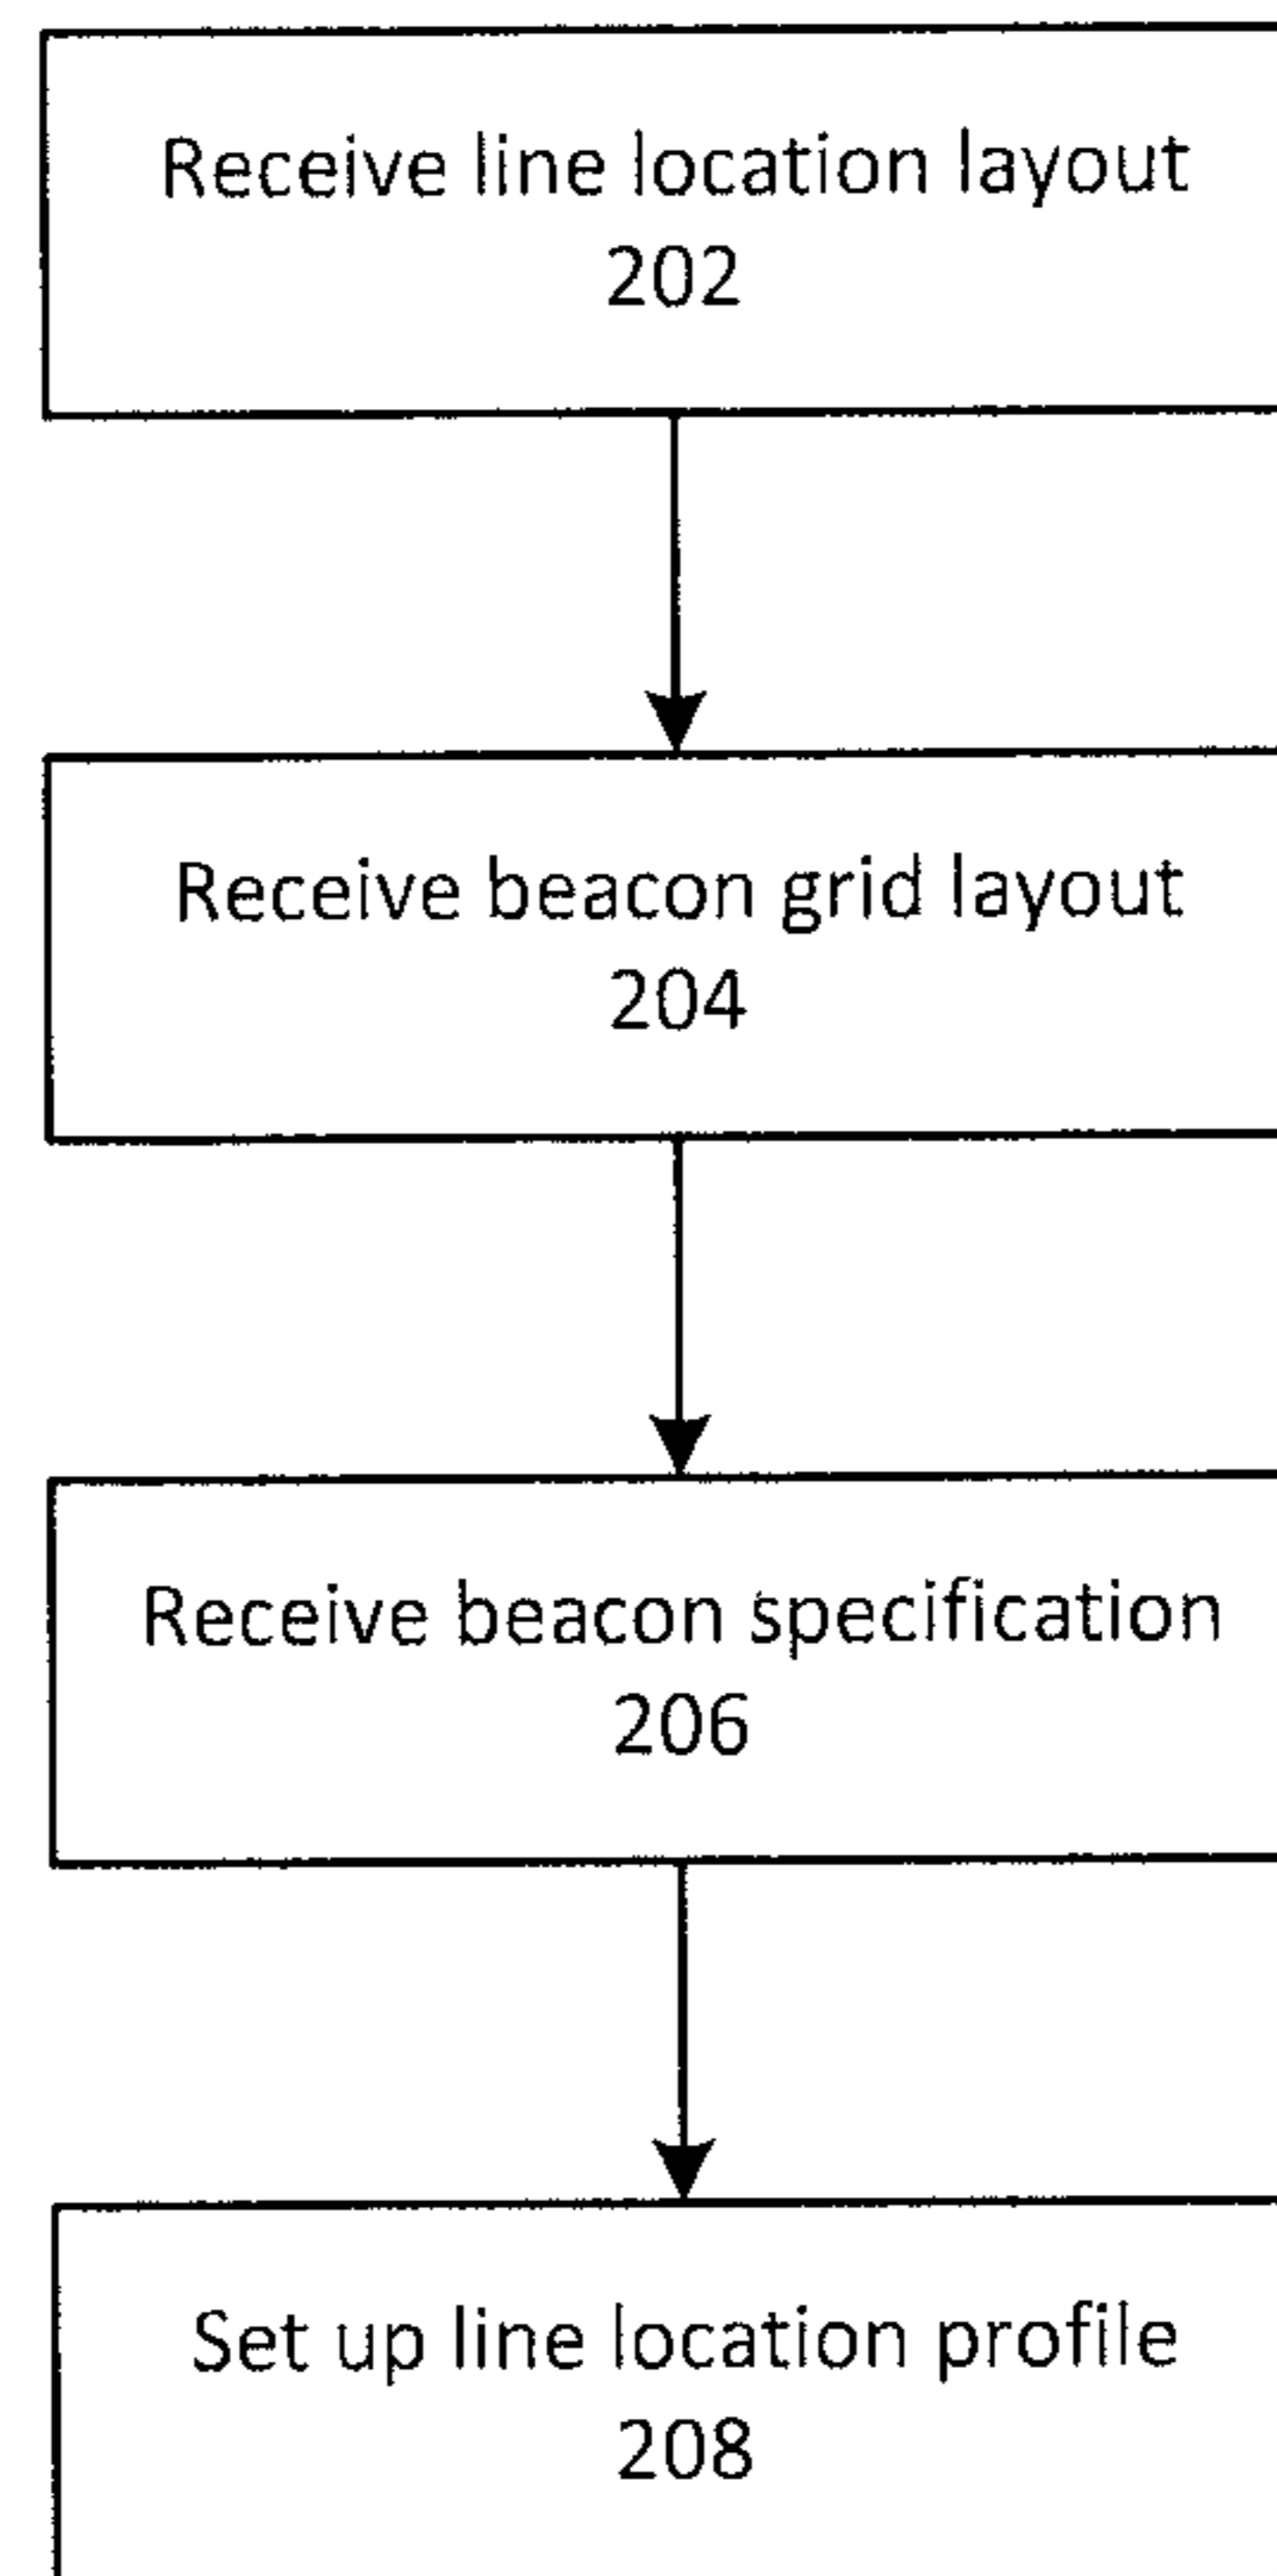 Receive line location layout
202
Receive beacon grid layout
204
Receive beacon specification
206
Set up line location profile
208